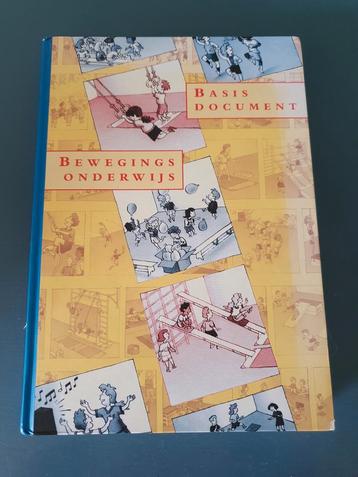 BASIS
DOCUMENT
BEWEGINGS
ONDERWIJS